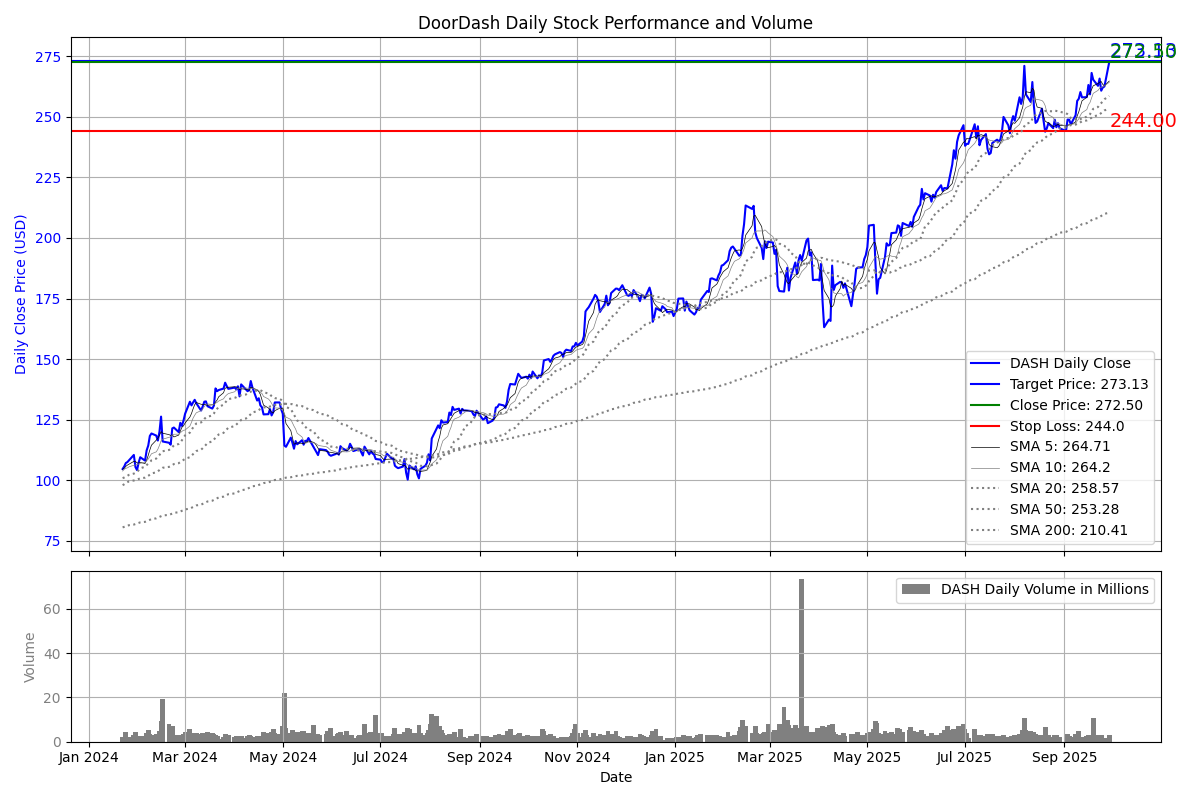 DoorDash Daily Stock Performance and Volume
Daily Close Price (USD)
275
250
225
200
175
150
125
100
75
273.13
272.50
244.00
DASH Daily Close
Target Price: 273.13
Close Price: 272.50
Stop Loss: 244.0
SMA 5: 264.71
SMA 10: 264.2
SMA 20: 258.57
SMA 50: 253.28
SMA 200: 210.41
Volume
60
40
20
0
DASH Daily Volume in Millions
Jan 2024 Mar 2024 May 2024 Jul 2024 Sep 2024 Nov 2024 Jan 2025 Mar 2025 May 2025 Jul 2025 Sep 2025
Date